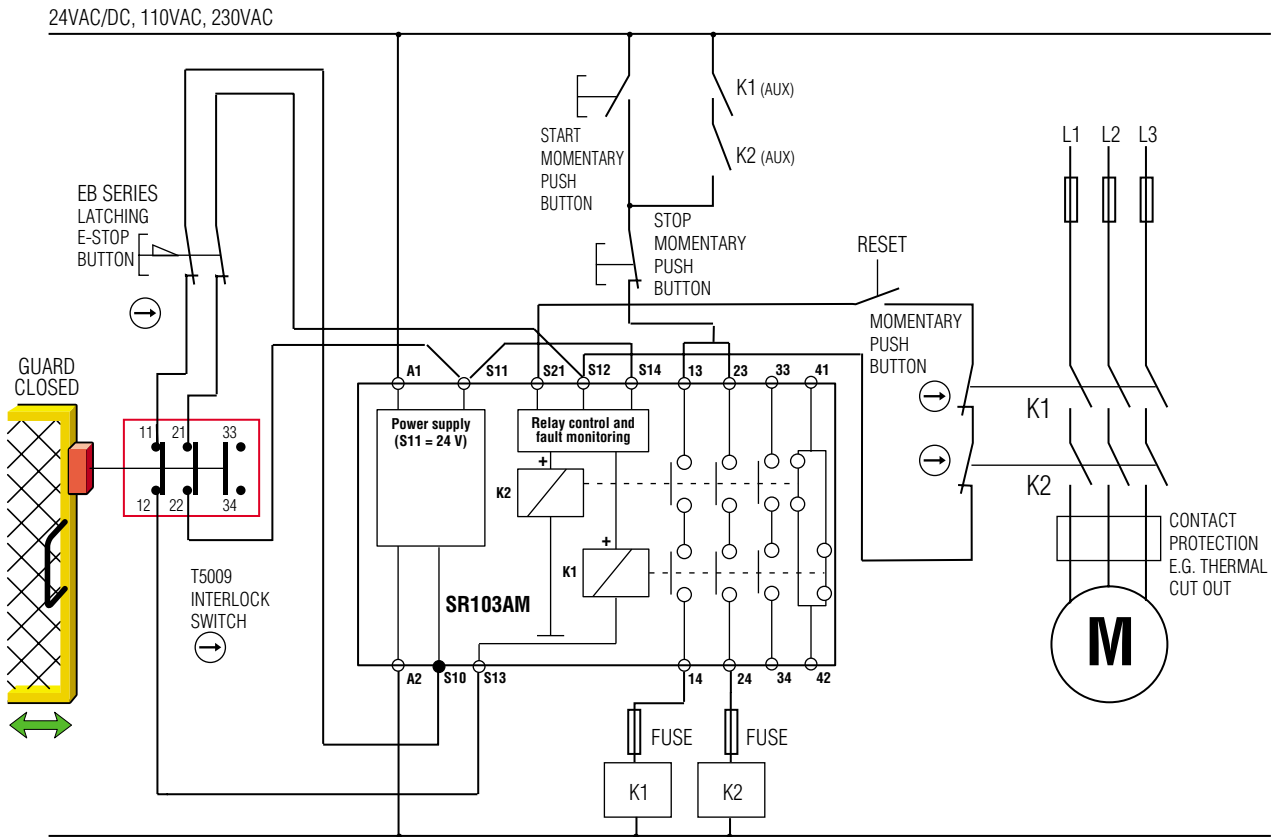 24VAC/DC, 110VAC, 230VAC
K1 (AUX)
K2 (AUX)
START
MOMENTARY
PUSH
BUTTON
L1 L2 L3
EB SERIES
LATCHING
E-STOP
BUTTON
STOP
MOMENTARY
PUSH
BUTTON
RESET
MOMENTARY
PUSH
BUTTON
GUARD
CLOSED
A1 S11 S21 S12 S14 13 23 33 41
Power supply
(S11 = 24 V)
Relay control and
fault monitoring
K1
K2
11 21 33
12 22 34
+
K2
+
K1
CONTACT
PROTECTION
E.G. THERMAL
CUT OUT
T5009
INTERLOCK
SWITCH
SR103AM
M
A2 S10 S13 14 24 34 42
FUSE FUSE
K1 K2